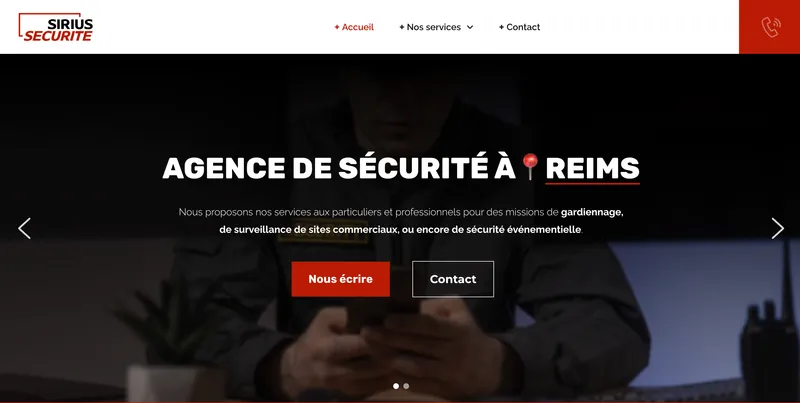 SIRIUS
SECURITE
+ Accueil
+ Nos services
+ Contact
AGENCE DE SÉCURITÉ À📍REIMS
Nous proposons nos services aux particuliers et professionnels pour des missions de gardiennage,
de surveillance de sites commerciaux, ou encore de sécurité événementielle.
Nous écrire
Contact